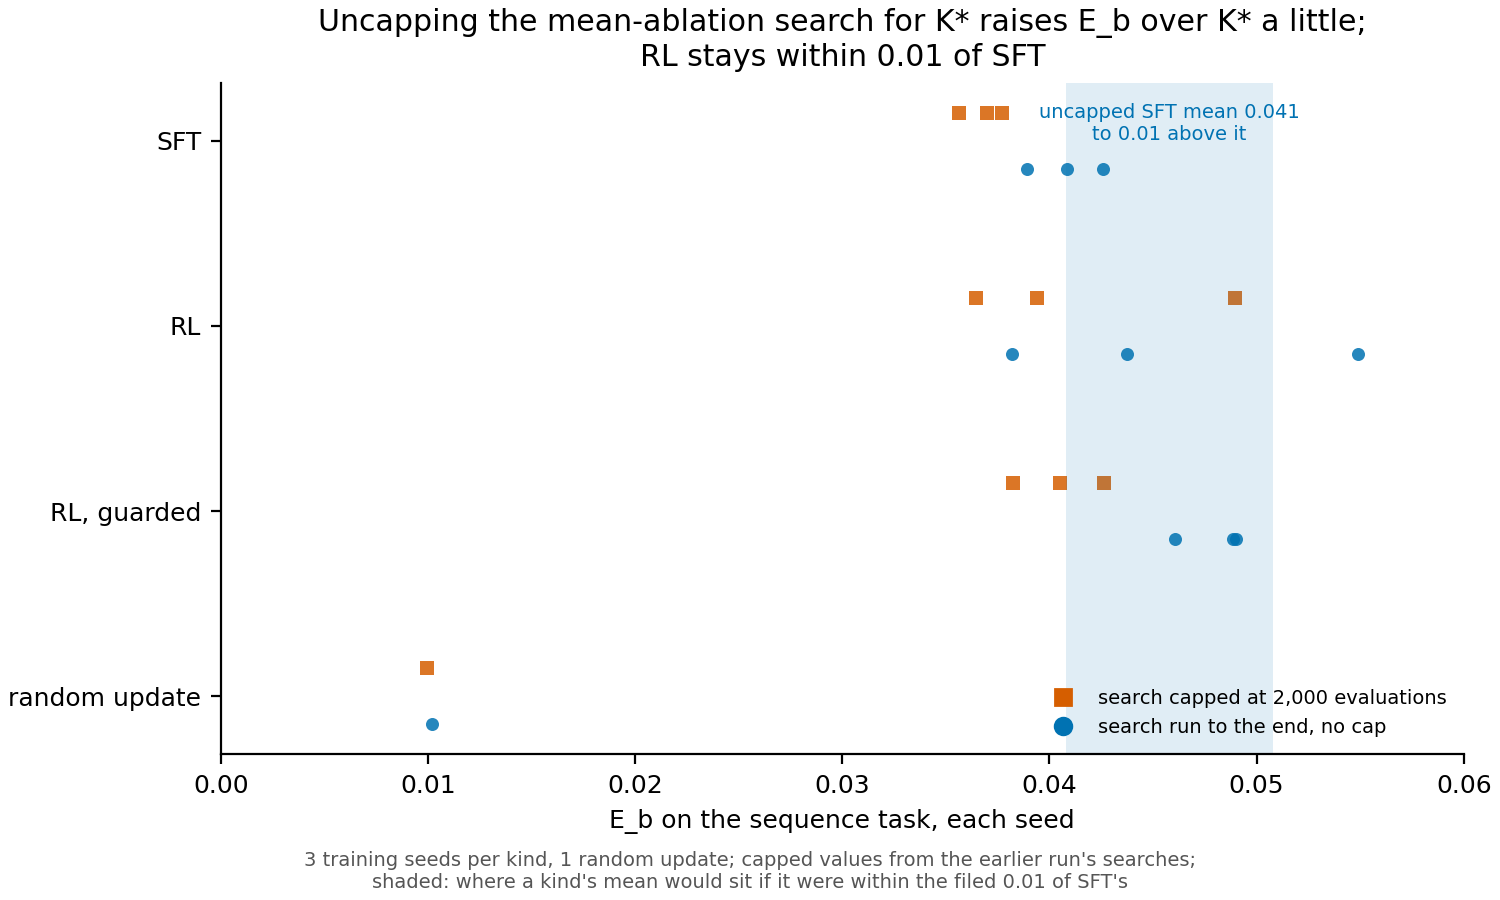 Uncapping the mean-ablation search for K* raises E_b over K* a little;
RL stays within 0.01 of SFT
uncapped SFT mean 0.041
to 0.01 above it
SFT
RL
RL, guarded
random update
search capped at 2,000 evaluations
search run to the end, no cap
0.00 0.01 0.02 0.03 0.04 0.05 0.06
E_b on the sequence task, each seed
3 training seeds per kind, 1 random update; capped values from the earlier run's searches;
shaded: where a kind's mean would sit if it were within the filed 0.01 of SFT's